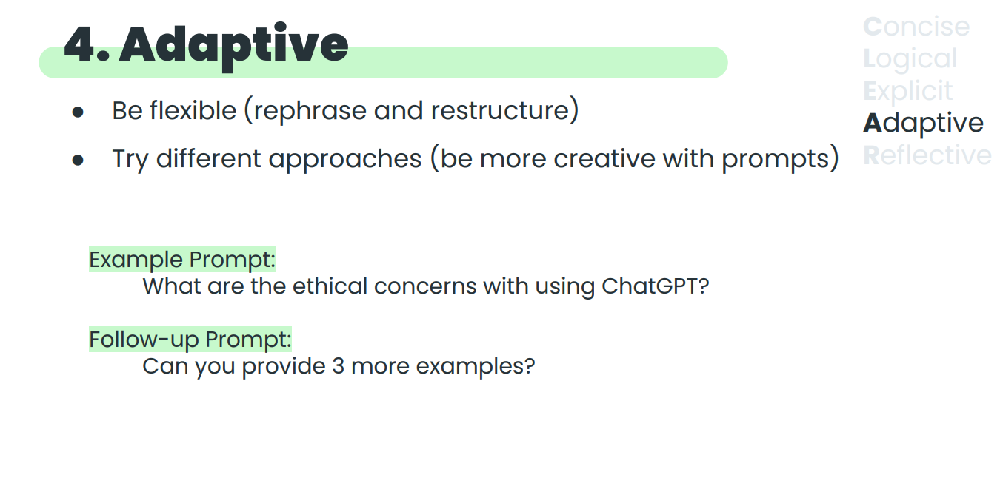 4. Adaptive
● Be flexible (rephrase and restructure)
● Try different approaches (be more creative with prompts)
Example Prompt:
What are the ethical concerns with using ChatGPT?
Follow-up Prompt:
Can you provide 3 more examples?
Concise
Logical
Explicit
Adaptive
Reflective